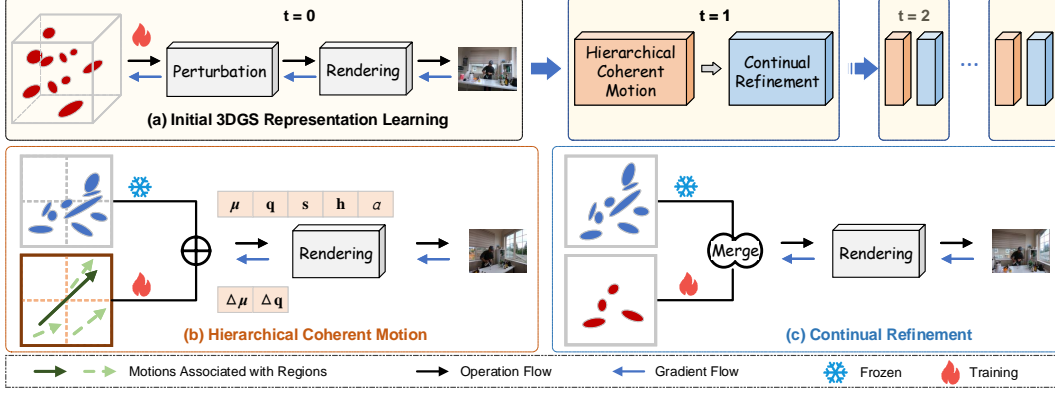 t = 0
Perturbation
Rendering
(a) Initial 3DGS Representation Learning
t = 1
Hierarchical
Coherent
Motion
Continual
Refinement
t = 2
...
μ q s h α
Rendering
Δμ Δq
(b) Hierarchical Coherent Motion
Merge
Rendering
(c) Continual Refinement
Motions Associated with Regions
Operation Flow
Gradient Flow
Frozen
Training